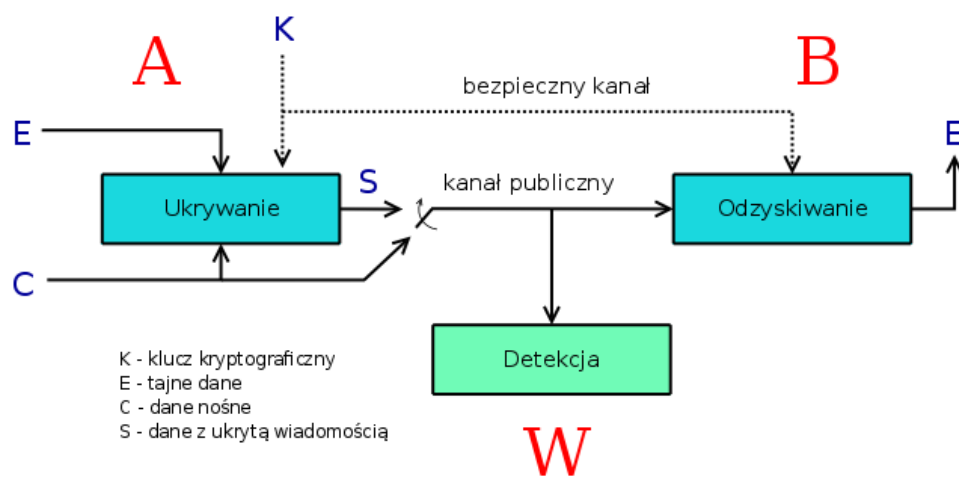 K
A
B
bezpieczny kanał
E
E
S
kanał publiczny
Ukrywanie
Odzyskiwanie
C
Detekcja
K - klucz kryptograficzny
E - tajne dane
C - dane nośne
S - dane z ukrytą wiadomością
W